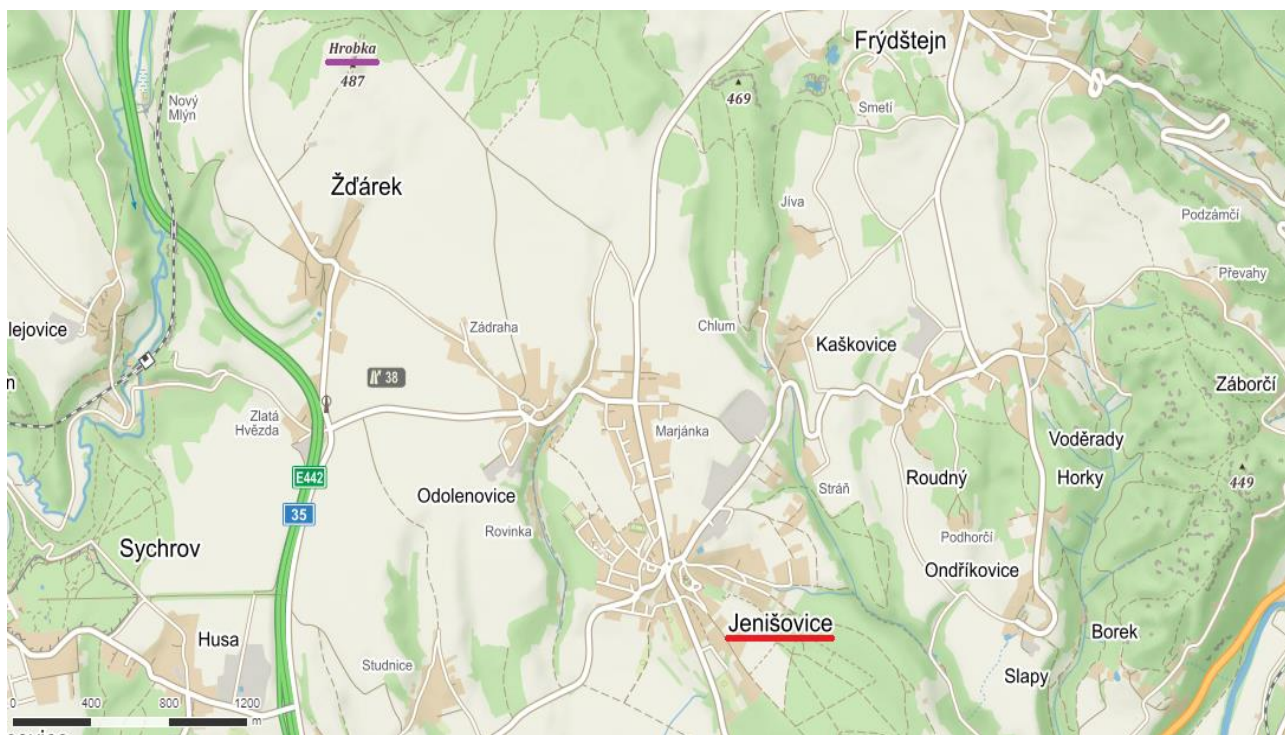 Hrobka
487
Frýdštejn
469
Smetí
Nový
Mlýn
Žďárek
Jíva
Podzámčí
Převahy
lejovice
Zádraha
Chlum
Kaškovice
38
Záborčí
Zlatá
Hvězda
Marjánka
Voděrady
E442
Odolenovice
Stráň
Roudný
Horky
449
35
Rovinka
Sychrov
Podhorčí
Ondříkovice
Jenišovice
Borek
Husa
Studnice
Slapy
0 400 800 1200
m